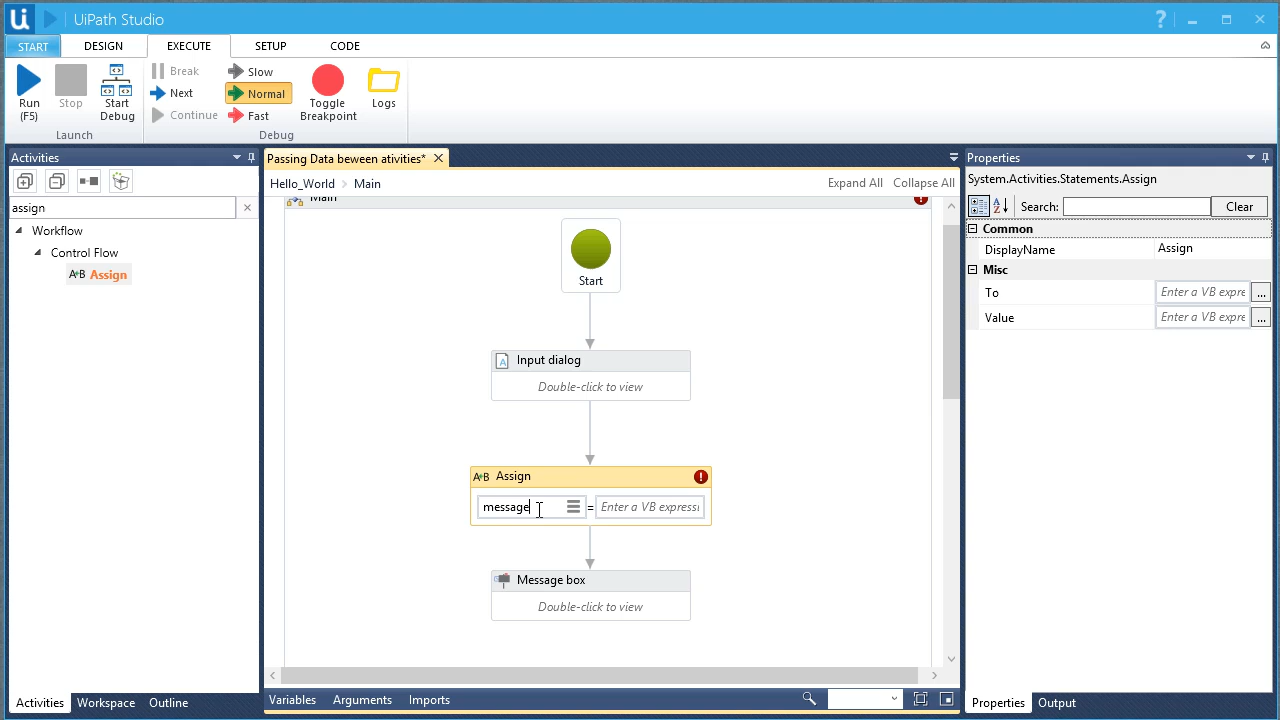 UiPath Studio
START DESIGN EXECUTE SETUP CODE
Run (F5)
Stop
Start Debug
Launch
Break
Next
Continue
Slow
Normal
Fast
Toggle Breakpoint
Logs
Debug
Activities
assign
Workflow
Control Flow
A+B Assign
Passing Data beween ativities*
Hello_World > Main
Expand All Collapse All
Main
Start
Input dialog
Double-click to view
A+B Assign
message = Enter a VB expressi
Message box
Double-click to view
Variables Arguments Imports
Activities Workspace Outline
Properties
System.Activities.Statements.Assign
Search: Clear
Common
DisplayName Assign
Misc
To Enter a VB expre ...
Value Enter a VB expre ...
Properties Outline